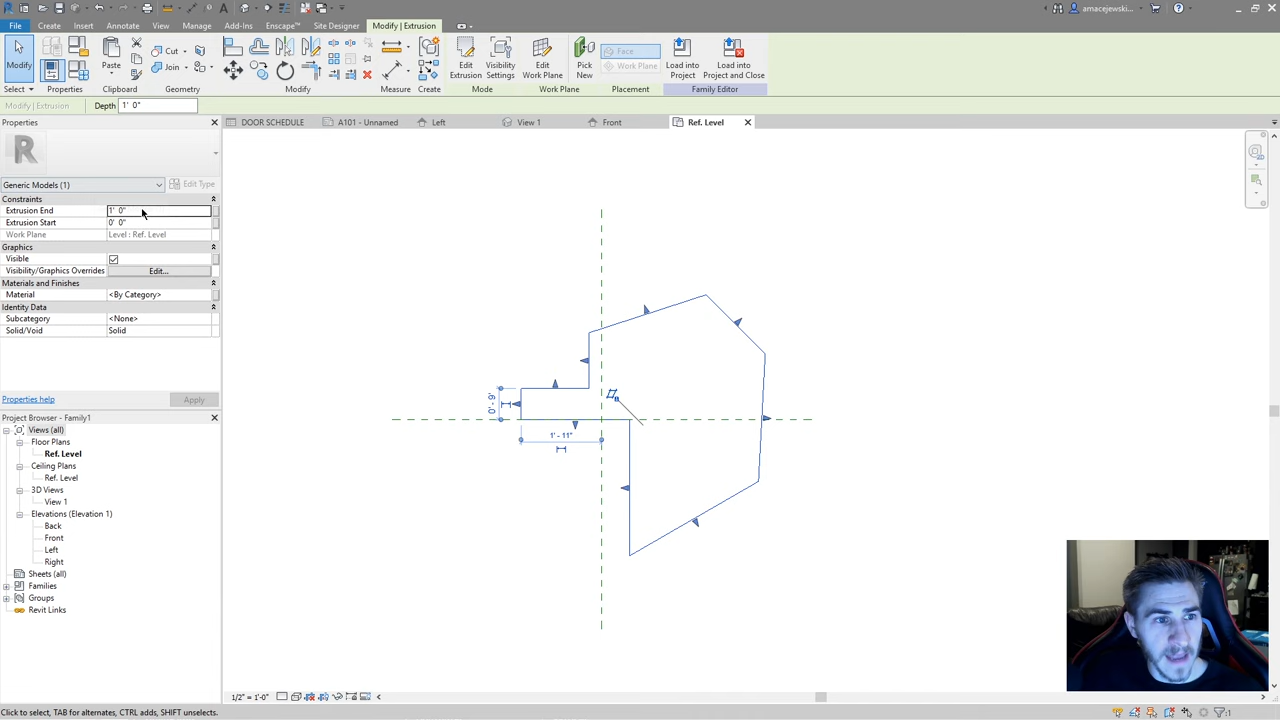 amacejewski...
File Create Insert Annotate View Manage Add-Ins Enscape™ Site Designer Modify | Extrusion
Modify
Paste
Cut
Join
Edit Extrusion
Visibility Settings
Edit Work Plane
Pick New
Face
Work Plane
Load into Project
Load into Project and Close
Select Properties Clipboard Geometry Modify Measure Create Mode Work Plane Placement Family Editor
Modify | Extrusion Depth 1' 0"
Properties
DOOR SCHEDULE A101 - Unnamed Left View 1 Front Ref. Level
R
Generic Models (1) Edit Type
Constraints
Extrusion End 1' 0"
Extrusion Start 0' 0"
Work Plane Level : Ref. Level
Graphics
Visible
Visibility/Graphics Overrides Edit...
Materials and Finishes
Material <By Category>
Identity Data
Subcategory <None>
Solid/Void Solid
Properties help Apply
Project Browser - Family1
Views (all)
Floor Plans
Ref. Level
Ceiling Plans
Ref. Level
3D Views
View 1
Elevations (Elevation 1)
Back
Front
Left
Right
Sheets (all)
Families
Groups
Revit Links
0' - 9"
1' - 11"
1/2" = 1'-0"
Click to select, TAB for alternates, CTRL adds, SHIFT unselects.
:1